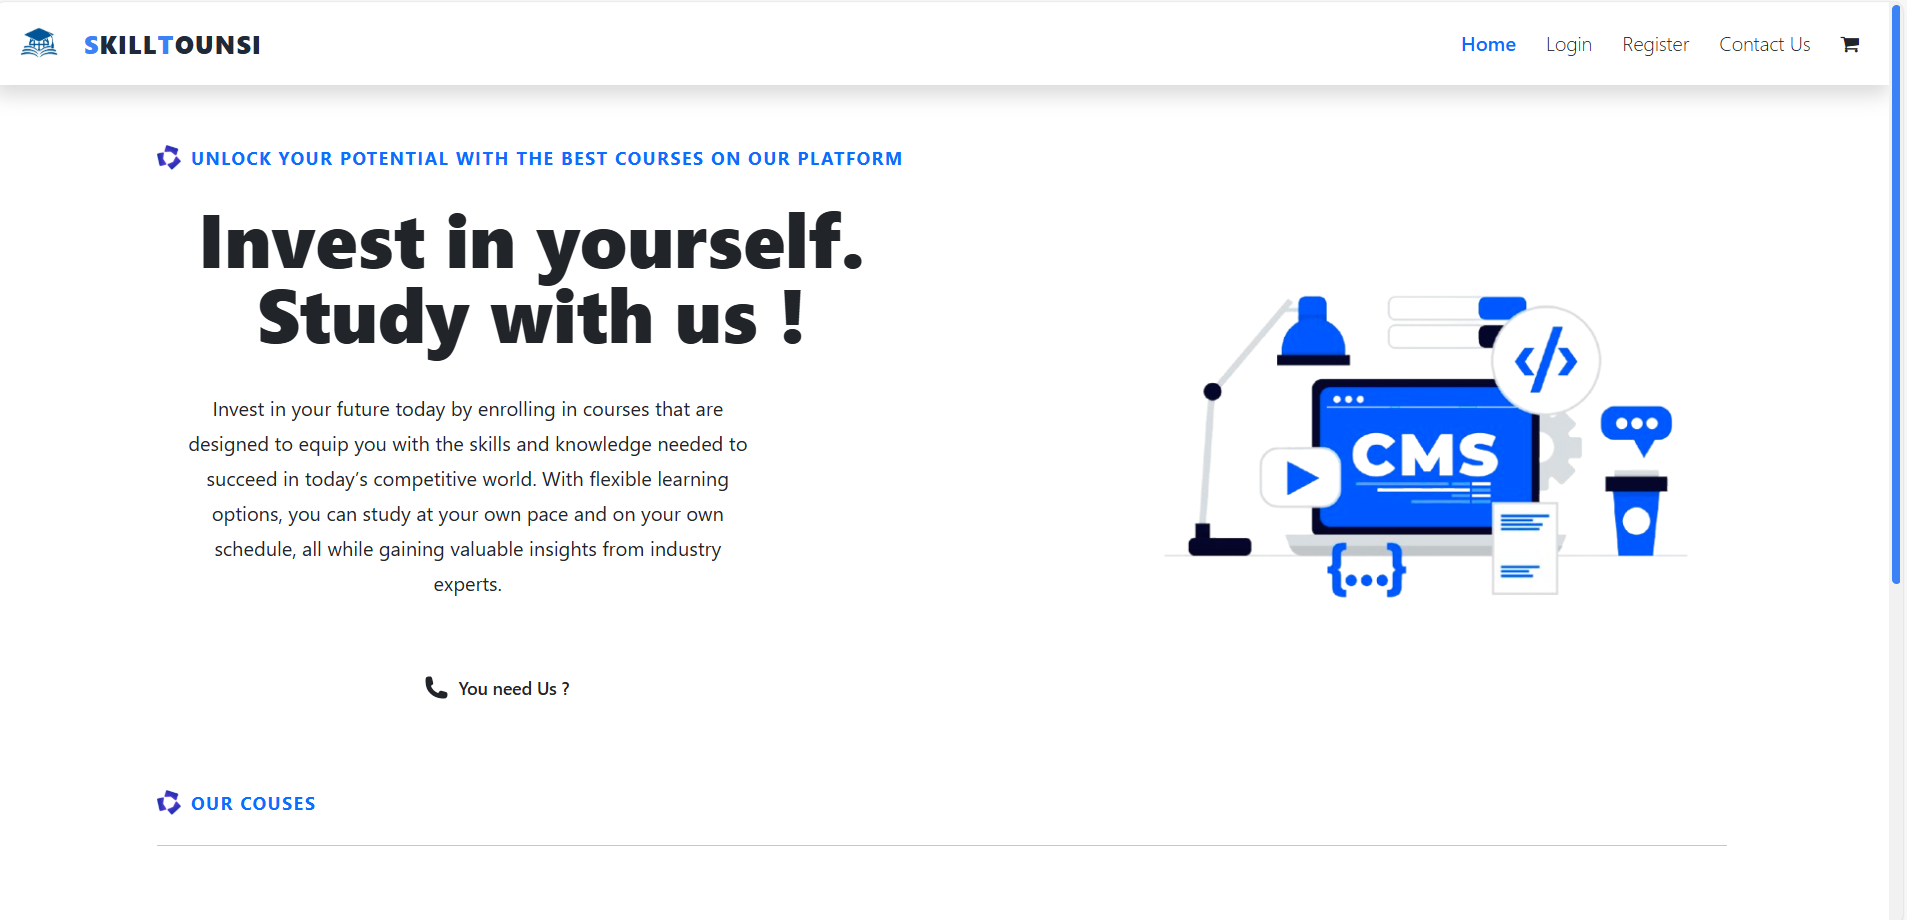 SKILLTOUNSI
Home Login Register Contact Us
UNLOCK YOUR POTENTIAL WITH THE BEST COURSES ON OUR PLATFORM
Invest in yourself.
Study with us !
Invest in your future today by enrolling in courses that are
designed to equip you with the skills and knowledge needed to
succeed in today’s competitive world. With flexible learning
options, you can study at your own pace and on your own
schedule, all while gaining valuable insights from industry
experts.
You need Us ?
CMS
</>
{...}
OUR COUSES